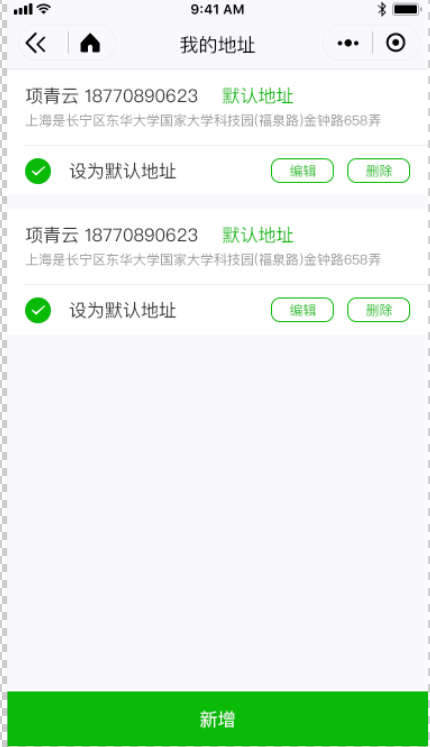 9:41 AM
我的地址
项青云 18770890623 默认地址
上海是长宁区东华大学国家大学科技园(福泉路)金钟路658弄
设为默认地址 编辑 删除
项青云 18770890623 默认地址
上海是长宁区东华大学国家大学科技园(福泉路)金钟路658弄
设为默认地址 编辑 删除
新增